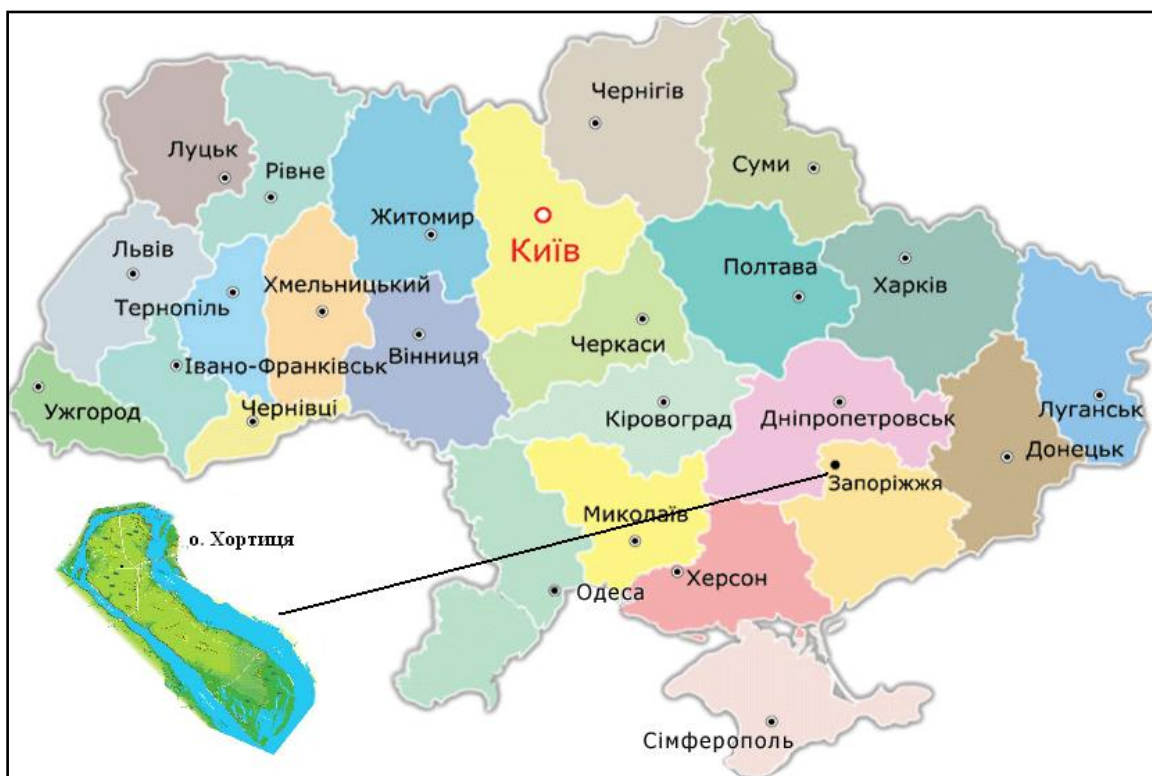 Чернігів
Луцьк
Рівне
Суми
Житомир
Київ
Львів
Полтава
Харків
Тернопіль
Хмельницький
Черкаси
Вінниця
Івано-Франківськ
Ужгород
Чернівці
Кіровоград
Дніпропетровськ
Луганськ
Донецьк
Запоріжжя
Миколаїв
о. Хортиця
Одеса
Херсон
Сімферополь